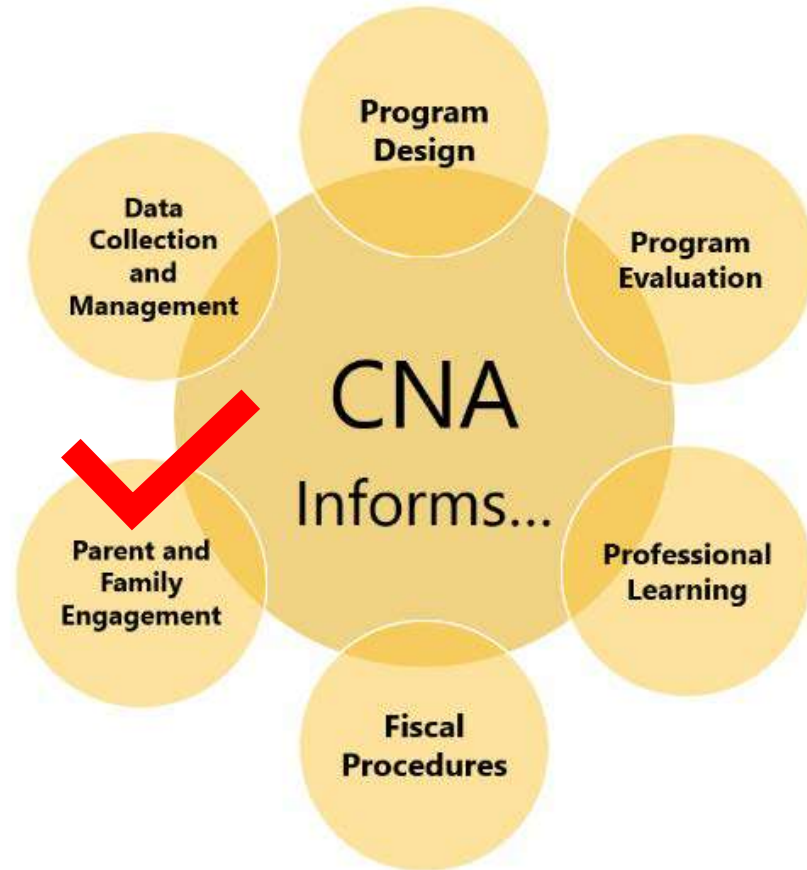 Program
Design
Data
Collection
and
Management
Program
Evaluation
CNA
Informs...
Parent and
Family
Engagement
Professional
Learning
Fiscal
Procedures